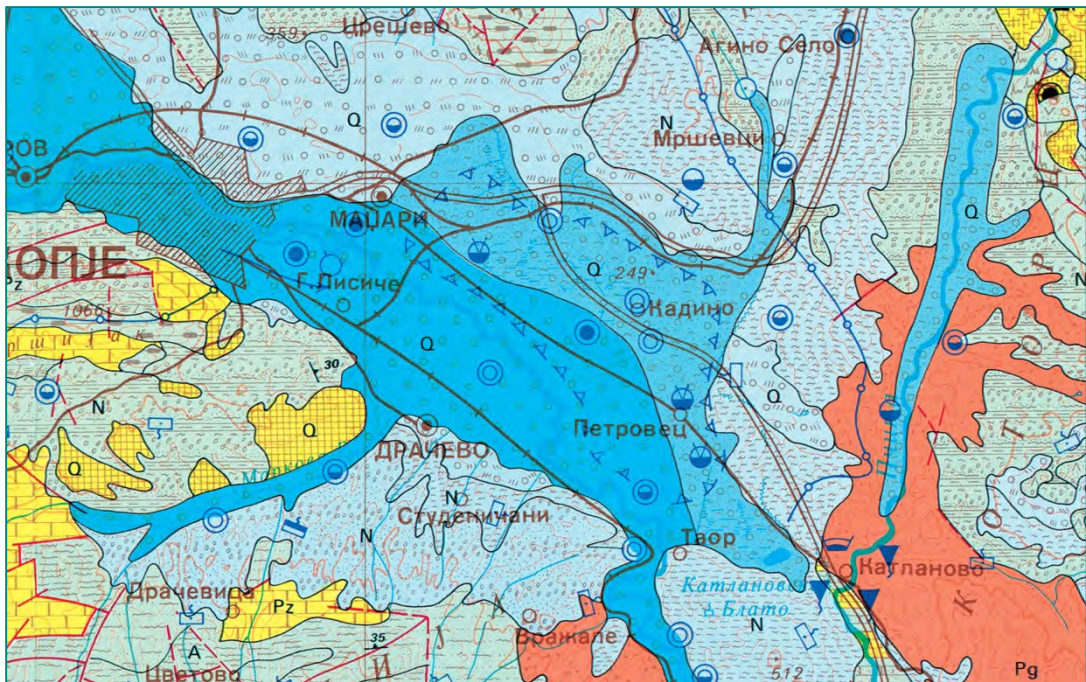 359
Црешево
Агино Село
РОВ
Q
N
Мршевци
МАЏАРИ
Q
ОПЈЕ
Pz
Г.Лисиче
Q
249
Кадино
N
1066
30
Q
N
Q
Q
Q
Петровец
ДРАЧЕВО
N
Студеничани
Твор
Катланово
Катлановско
Блато
Драчевица
Pz
N
Вражале
А
35
Цветово
И
Ј
А
512
Pg
К
О
Т
О
Р